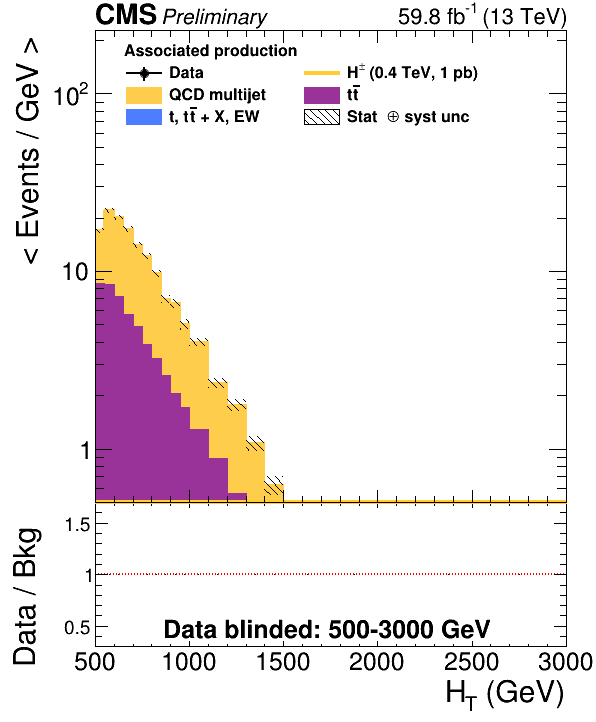 CMS Preliminary 59.8 fb⁻¹ (13 TeV)
< Events / GeV >
10²
10
1
Associated production
Data
H± (0.4 TeV, 1 pb)
QCD multijet
tt̅
t, tt̅ + X, EW
Stat ⊕ syst unc
Data / Bkg
1.5
1
0.5
Data blinded: 500-3000 GeV
500 1000 1500 2000 2500 3000
H_T (GeV)